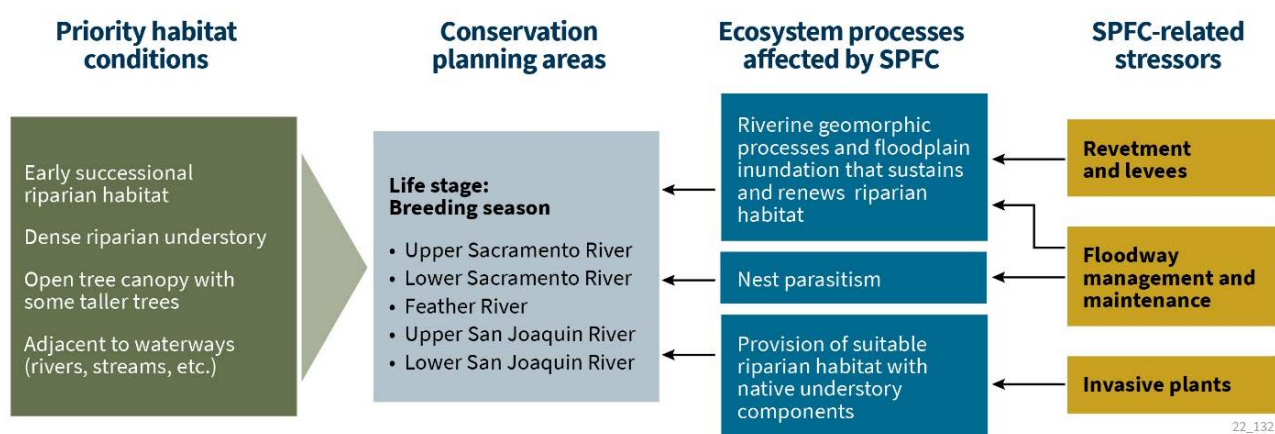 Priority habitat
conditions
Conservation
planning areas
Ecosystem processes
affected by SPFC
SPFC-related
stressors
Early successional
riparian habitat
Dense riparian understory
Open tree canopy with
some taller trees
Adjacent to waterways
(rivers, streams, etc.)
Life stage:
Breeding season
• Upper Sacramento River
• Lower Sacramento River
• Feather River
• Upper San Joaquin River
• Lower San Joaquin River
Riverine geomorphic
processes and floodplain
inundation that sustains
and renews riparian
habitat
Nest parasitism
Provision of suitable
riparian habitat with
native understory
components
Revetment
and levees
Floodway
management and
maintenance
Invasive plants
22_132